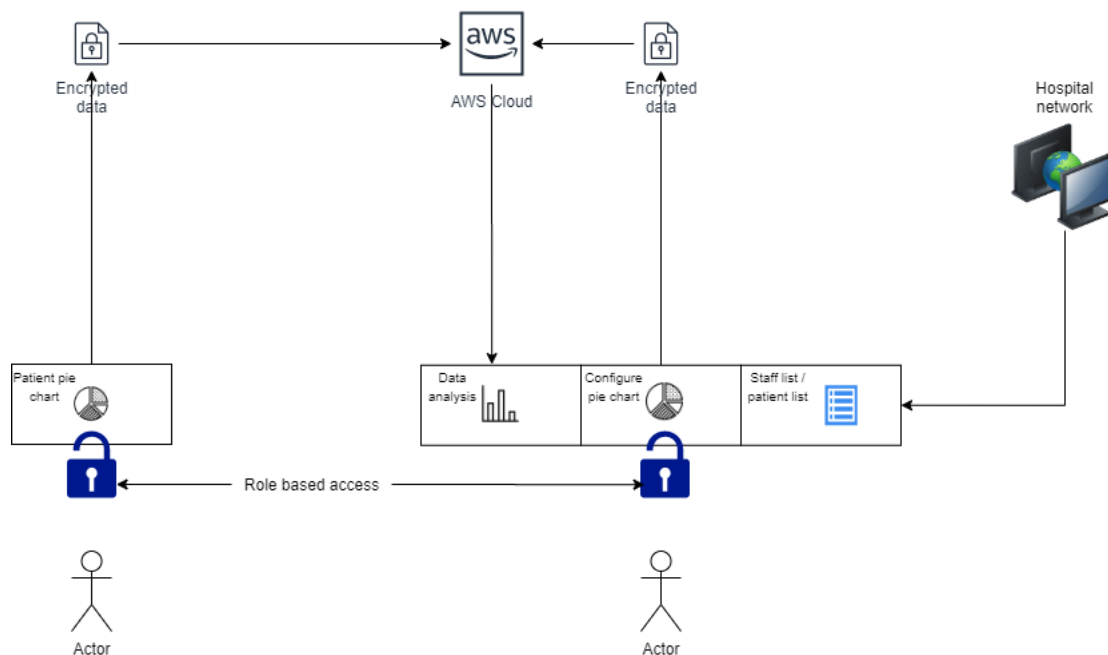 aws
Encrypted
data
AWS Cloud
Encrypted
data
Hospital
network
Patient pie
chart
Data
analysis
Configure
pie chart
Staff list /
patient list
Role based access
Actor
Actor